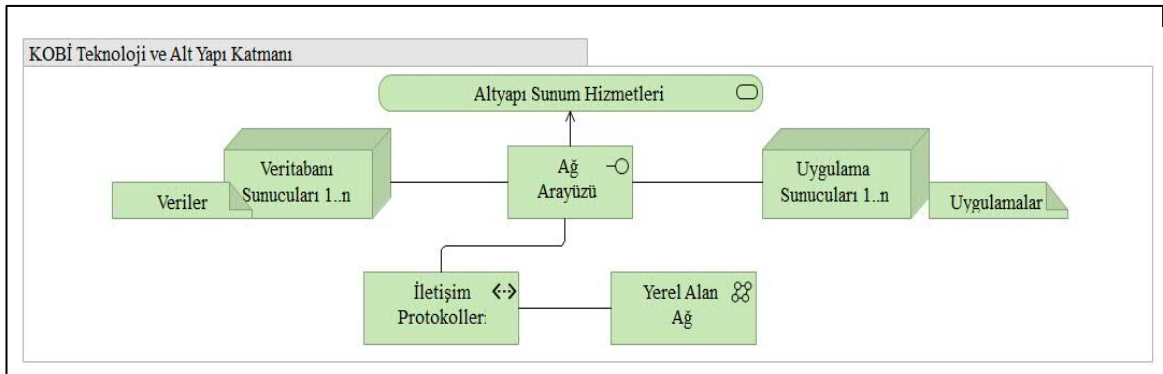 KOBİ Teknoloji ve Alt Yapı Katmanı
Altyapı Sunum Hizmetleri
Veritabanı
Sunucuları 1..n
Veriler
Ağ
Arayüzü
Uygulama
Sunucuları 1..n
Uygulamalar
İletişim
Protokolleri
Yerel Alan
Ağ